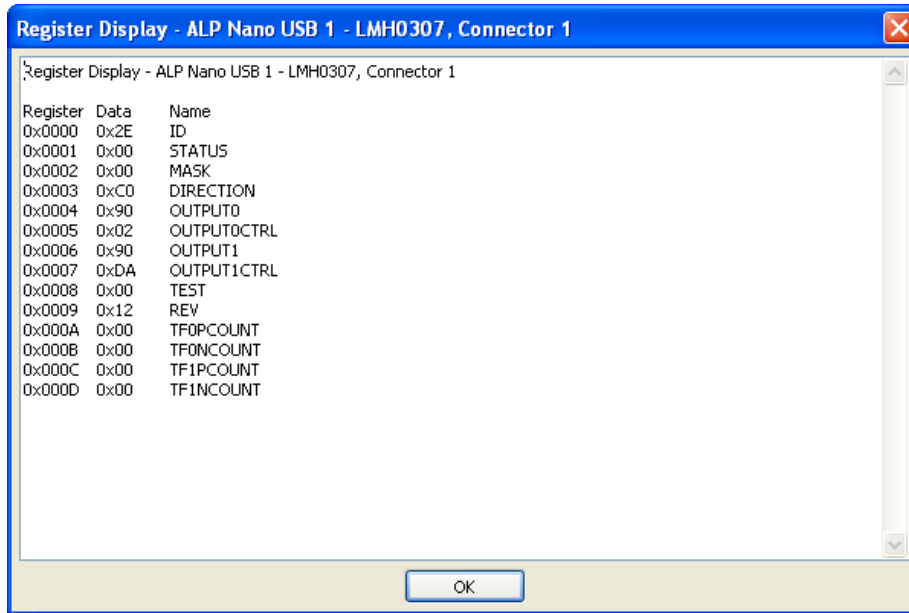 Register Display - ALP Nano USB 1 - LMH0307, Connector 1
Register Display - ALP Nano USB 1 - LMH0307, Connector 1
Register Data Name
0x0000 0x2E ID
0x0001 0x00 STATUS
0x0002 0x00 MASK
0x0003 0xC0 DIRECTION
0x0004 0x90 OUTPUT0
0x0005 0x02 OUTPUT0CTRL
0x0006 0x90 OUTPUT1
0x0007 0xDA OUTPUT1CTRL
0x0008 0x00 TEST
0x0009 0x12 REV
0x000A 0x00 TF0PCOUNT
0x000B 0x00 TF0NCOUNT
0x000C 0x00 TF1PCOUNT
0x000D 0x00 TF1NCOUNT
OK